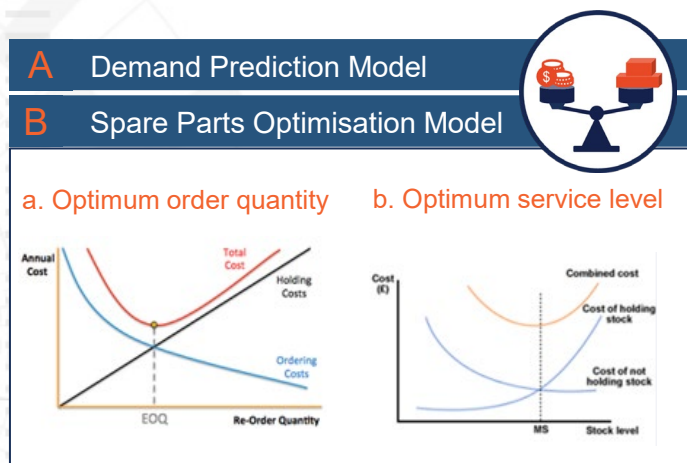 A Demand Prediction Model
$
B Spare Parts Optimisation Model
a. Optimum order quantity
b. Optimum service level
Annual
Cost
Total
Cost
Holding
Costs
Ordering
Costs
EOQ
Re-Order Quantity
Cost
(£)
Combined cost
Cost of holding
stock
Cost of not
holding stock
MS
Stock level